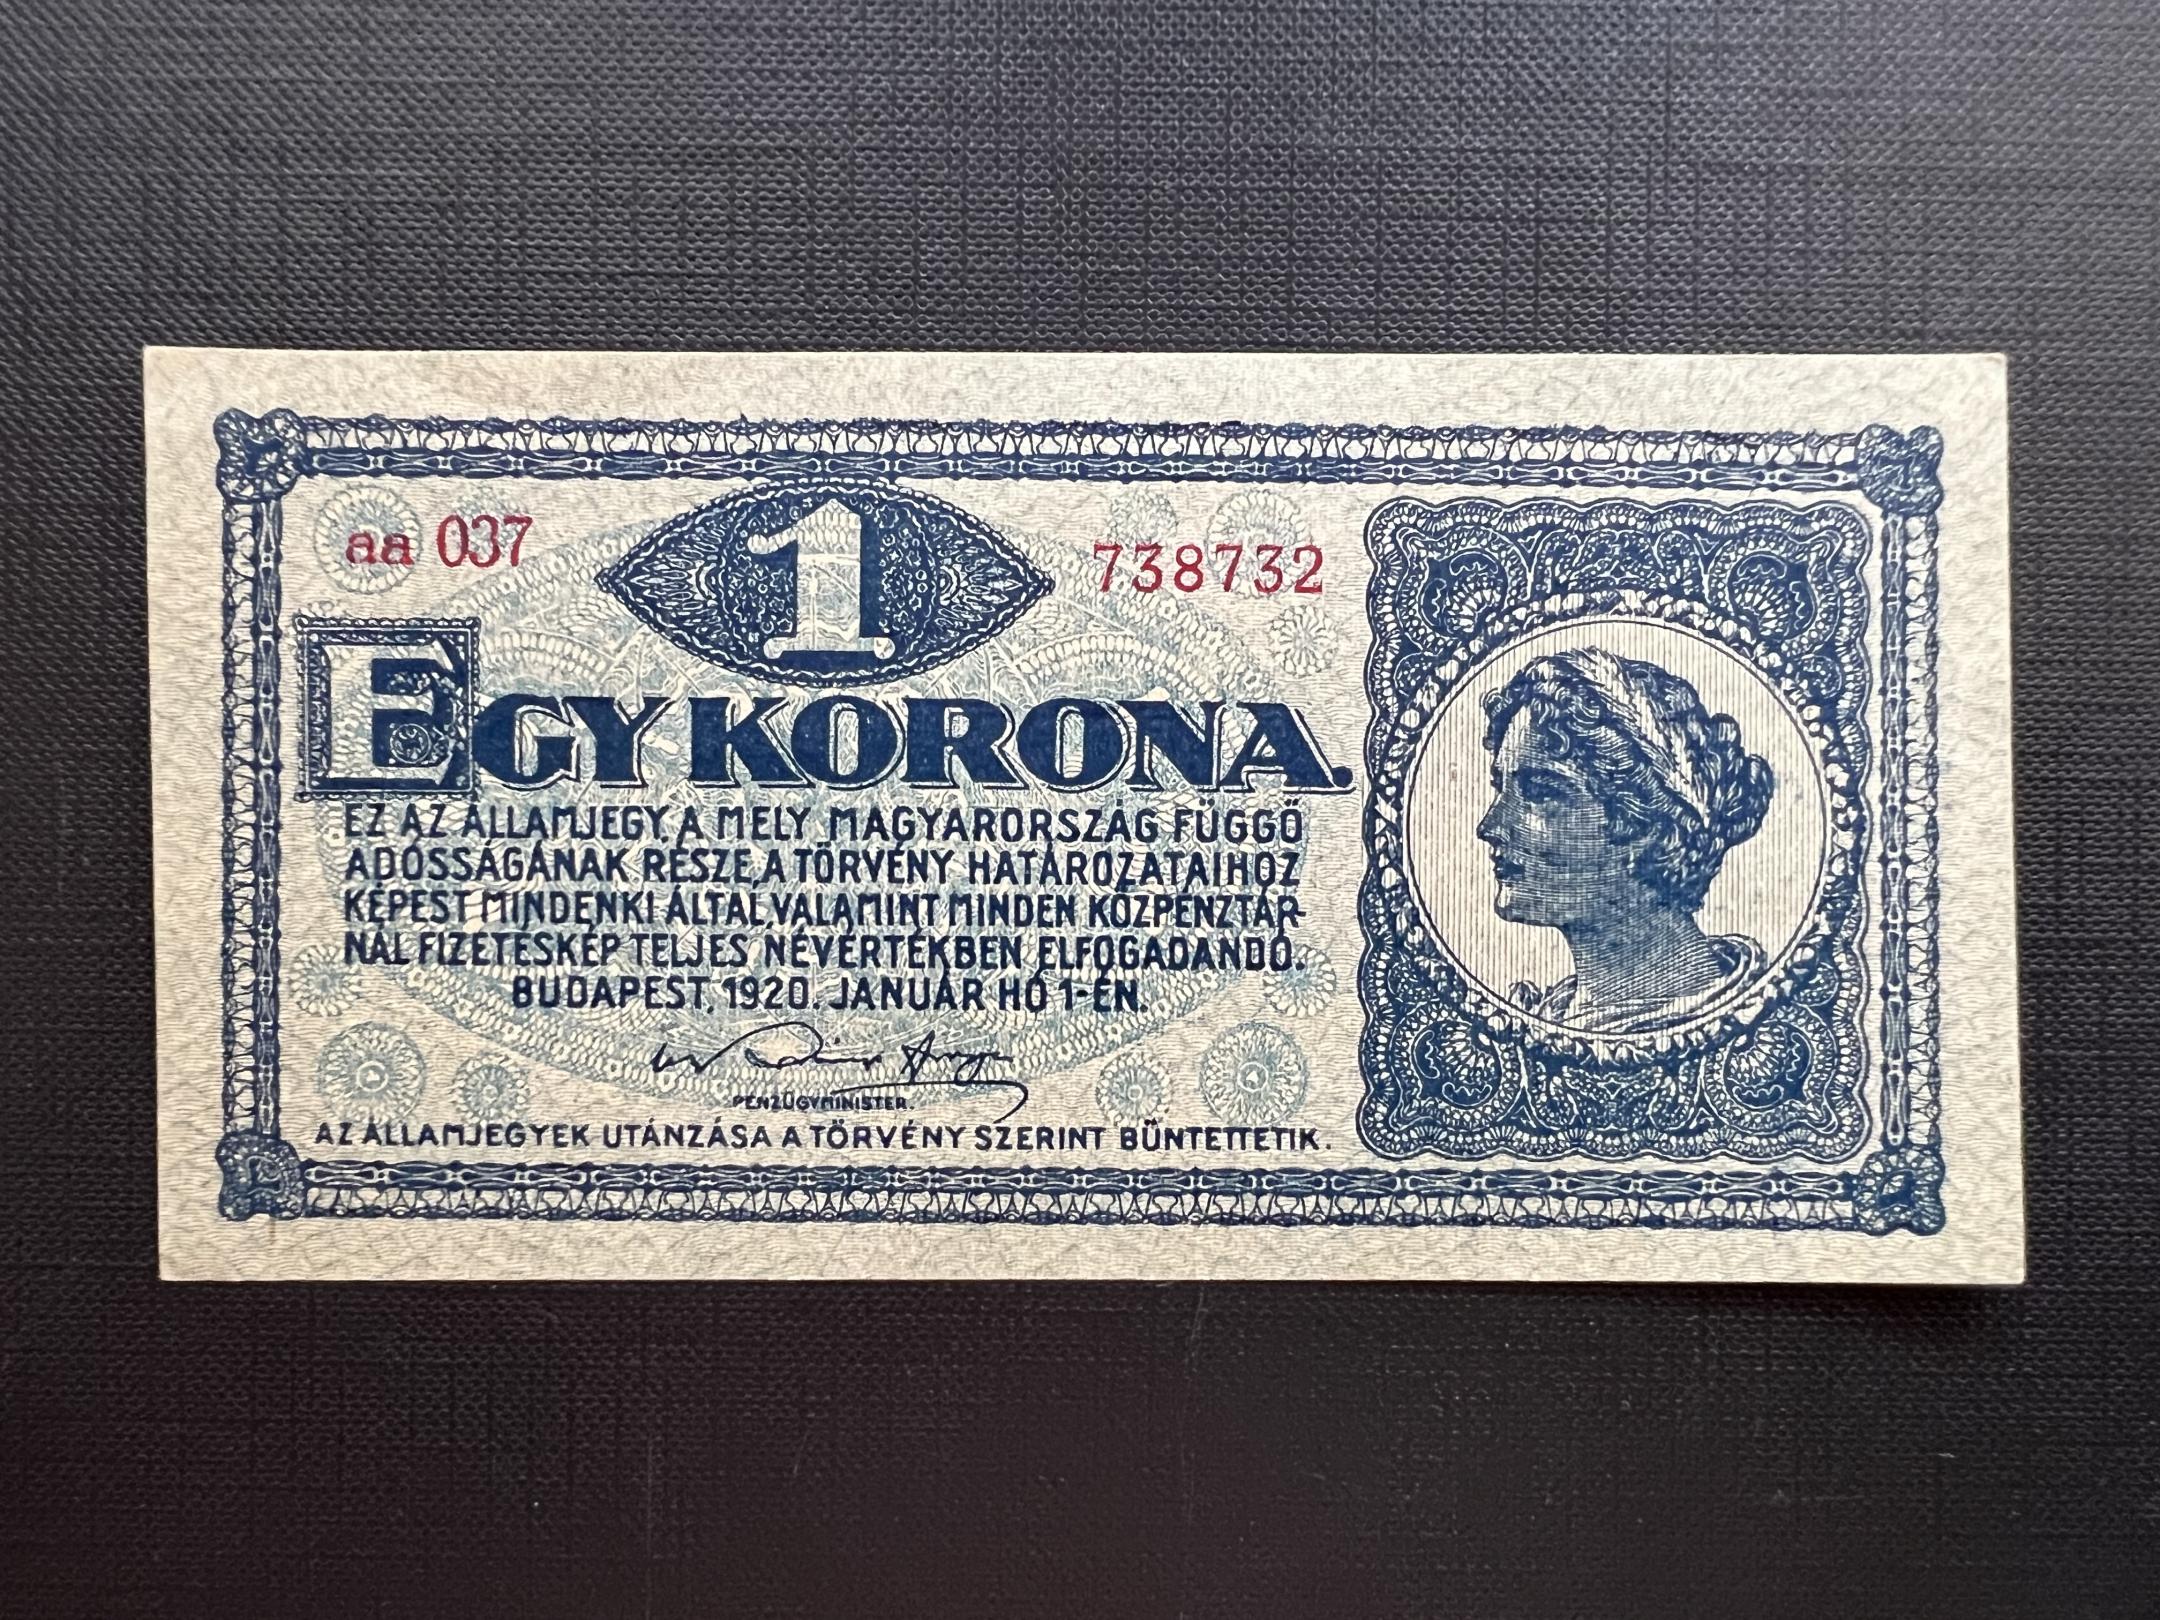 aa 037
1
738732
EGY KORONA.
EZ AZ ÁLLAMJEGY, A MELY MAGYARORSZÁG FÜGGŐ
ADÓSSÁGÁNAK RÉSZE, A TÖRVÉNY HATÁROZATAIHOZ
KÉPEST MINDENKI ÁLTAL, VALAMINT MINDEN KÖZPÉNZTÁR-
NÁL FIZETÉSKÉP TELJES NÉVÉRTÉKBEN ELFOGADANDÓ.
BUDAPEST, 1920. JANUÁR HÓ 1-ÉN.
PÉNZÜGYMINISTER.
AZ ÁLLAMJEGYEK UTÁNZÁSA A TÖRVÉNY SZERINT BÜNTETTETIK.